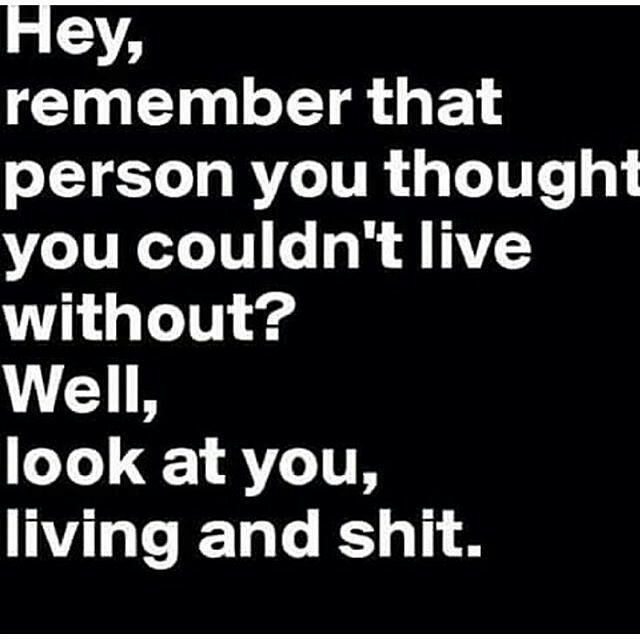 Hey,
remember that
person you thought
you couldn't live
without?
Well,
look at you,
living and shit.